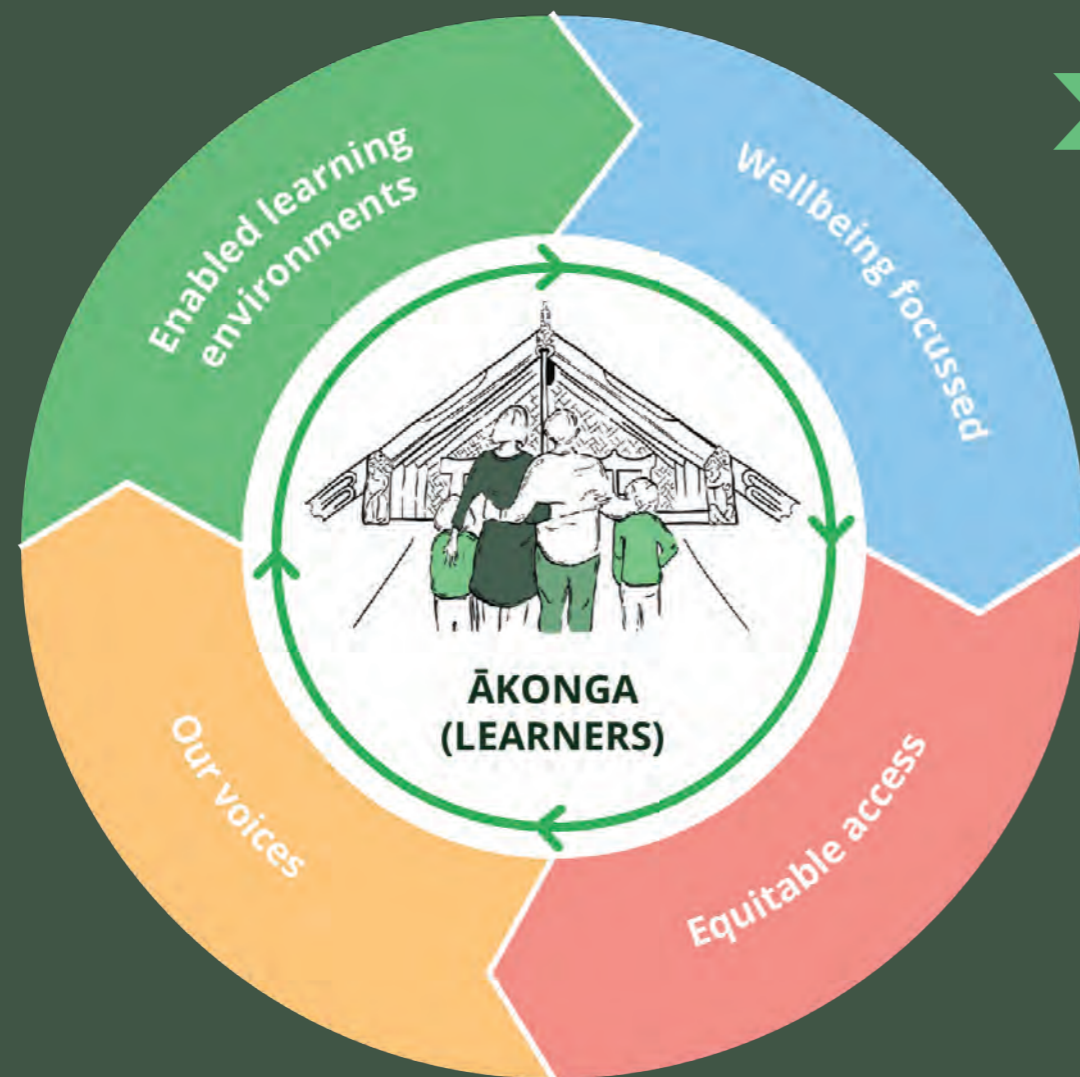 Enabled learning
environments
Wellbeing focussed
Equitable access
Our voices
ĀKONGA
(LEARNERS)